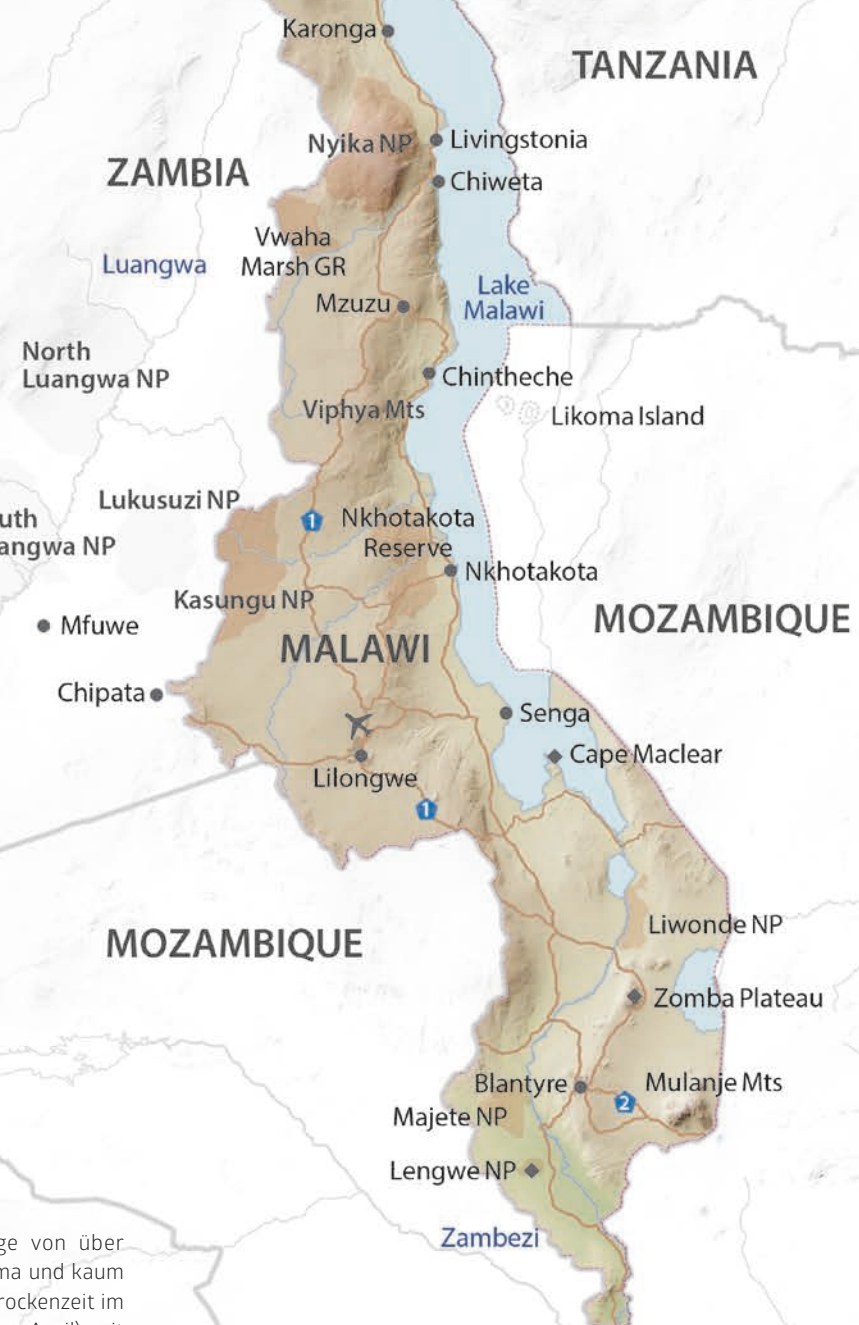 Karonga
TANZANIA
Nyika NP
Livingstonia
ZAMBIA
Chiweta
Vwaha
Marsh GR
Luangwa
Lake
Malawi
Mzuzu
North
Luangwa NP
Chintheche
Viphya Mts
Likoma Island
Lukusuzi NP
1
Nkhotakota
Reserve
uth
angwa NP
Nkhotakota
Kasungu NP
MOZAMBIQUE
Mfuwe
MALAWI
Chipata
Senga
Cape Maclear
Lilongwe
1
Liwonde NP
MOZAMBIQUE
Zomba Plateau
Blantyre
Mulanje Mts
2
Majete NP
Lengwe NP
Zambezi
ge von über
ma und kaum
rockenzeit im